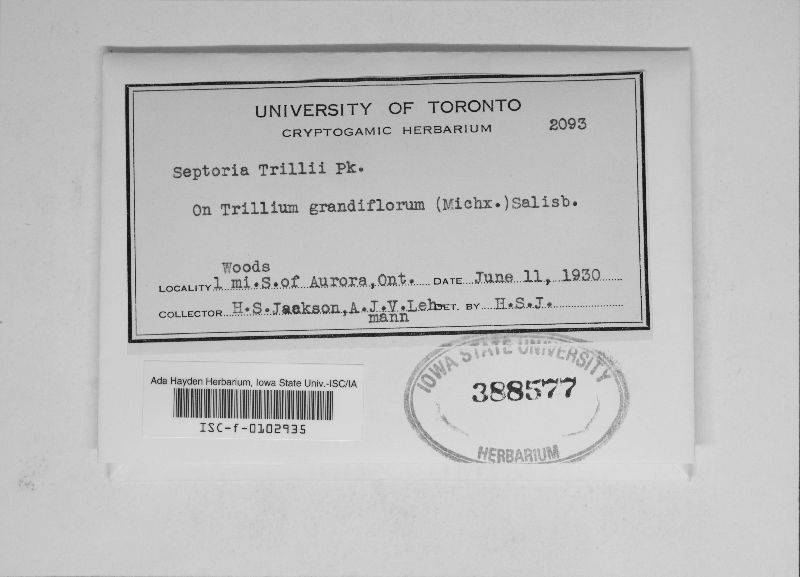 UNIVERSITY OF TORONTO
CRYPTOGAMIC HERBARIUM 2093
Septoria Trillii Pk.
On Trillium grandiflorum (Michx.)Salisb.
Woods
LOCALITY 1 mi.S.of Aurora,Ont. DATE June 11, 1930
COLLECTOR H.S.Jackson,A.J.V.Leh- DET. BY H.S.J.
mann
Ada Hayden Herbarium, Iowa State Univ.-ISC/IA
ISC-f-0102935
IOWA STATE UNIVERSITY
388577
HERBARIUM